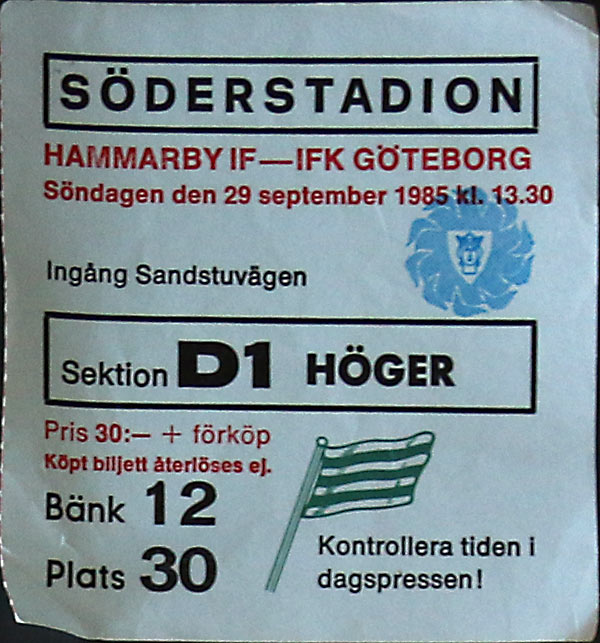 SÖDERSTADION
HAMMARBY IF—IFK GÖTEBORG
Söndagen den 29 september 1985 kl. 13.30
Ingång Sandstuvägen
Sektion D1 HÖGER
Pris 30:— + förköp
Köpt biljett återlöses ej.
Bänk 12
Plats 30
Kontrollera tiden i
dagspressen!